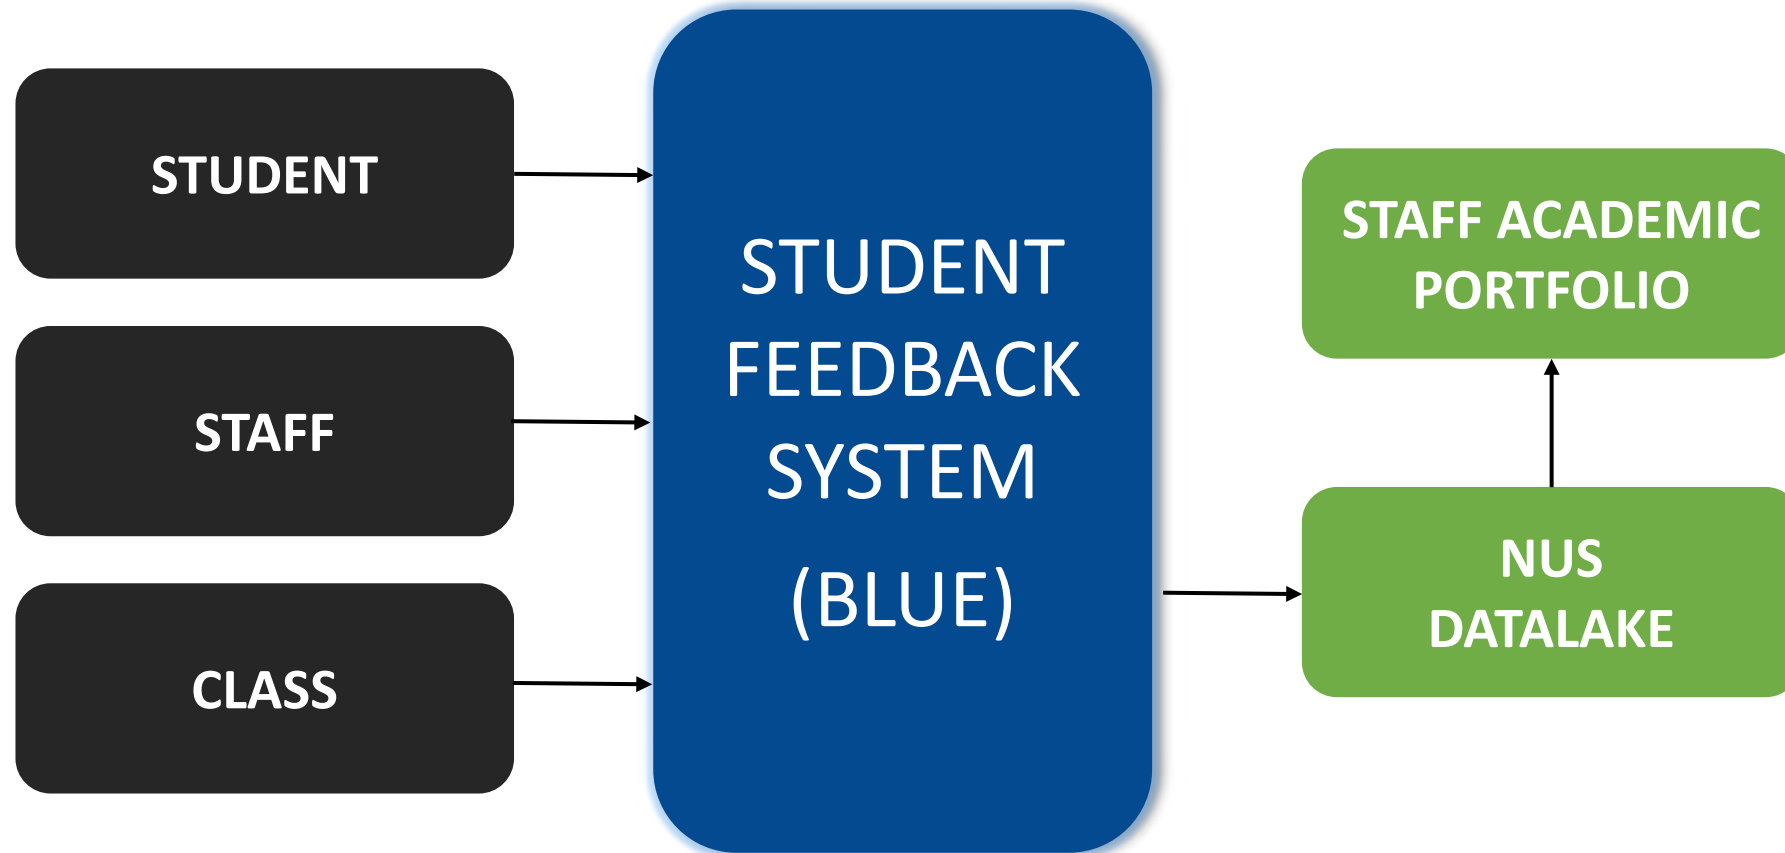 STUDENT
STAFF
CLASS
STUDENT
FEEDBACK
SYSTEM
(BLUE)
STAFF ACADEMIC
PORTFOLIO
NUS
DATALAKE